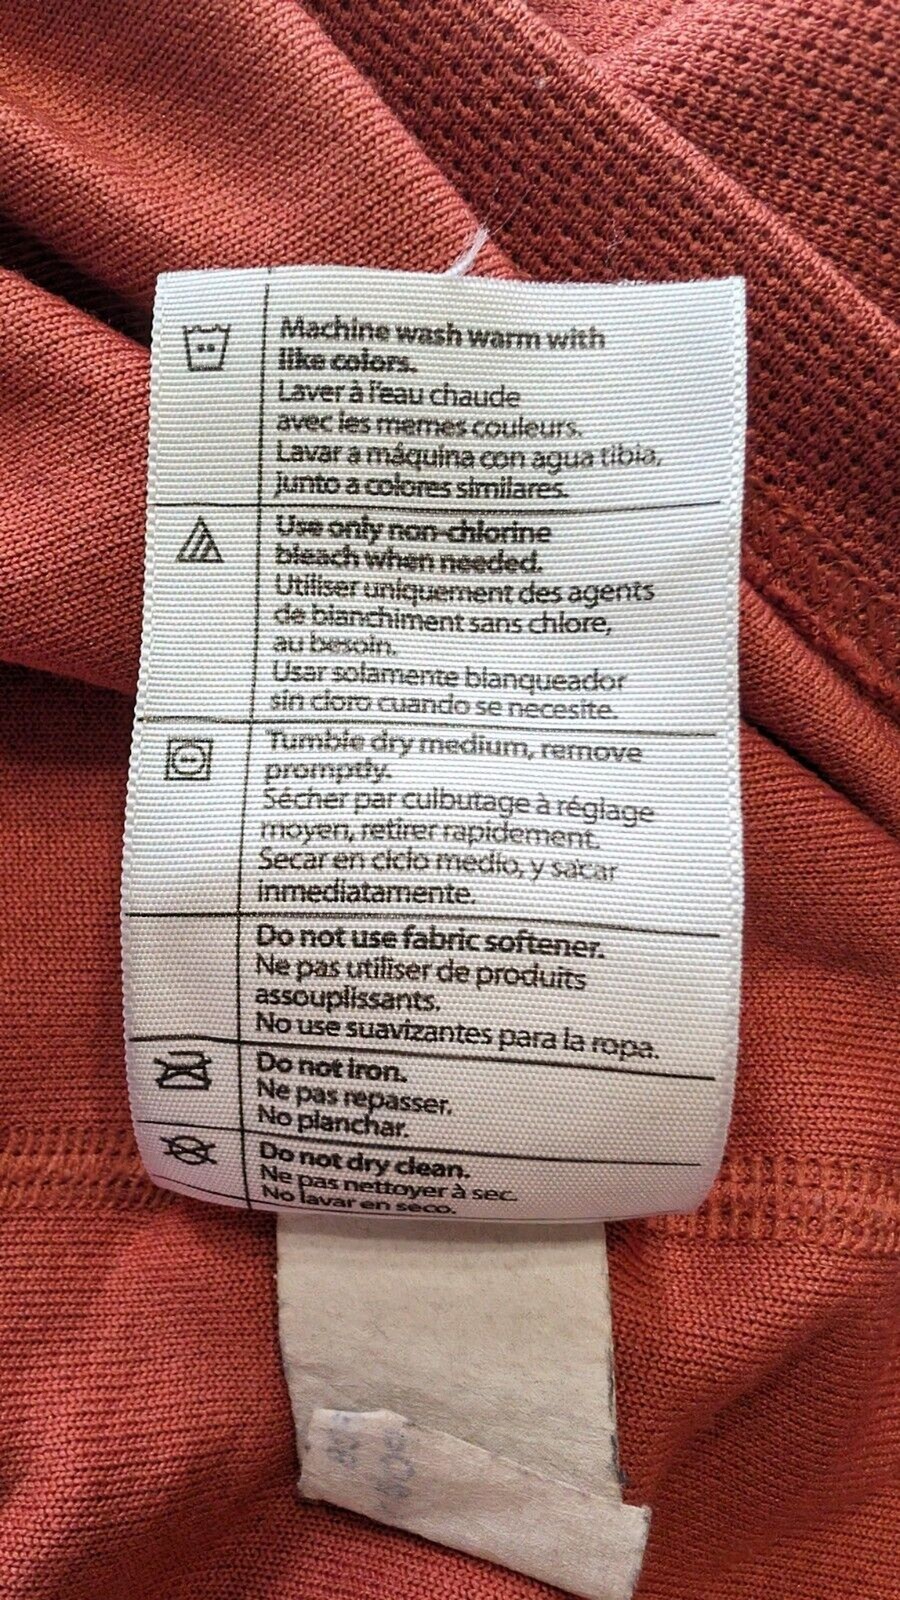 Machine wash warm with
like colors.
Laver à l'eau chaude
avec les memes couleurs.
Lavar a máquina con agua tibia,
junto a colores similares.
Use only non-chlorine
bleach when needed.
Utiliser uniquement des agents
de blanchiment sans chlore,
au besoin.
Usar solamente blanqueador
sin cloro cuando se necesite.
Tumble dry medium, remove
promptly.
Sécher par culbutage à réglage
moyen, retirer rapidement.
Secar en ciclo medio, y sacar
inmediatamente.
Do not use fabric softener.
Ne pas utiliser de produits
assouplissants.
No use suavizantes para la ropa.
Do not iron.
Ne pas repasser.
No planchar.
Do not dry clean.
Ne pas nettoyer à sec.
No lavar en seco.